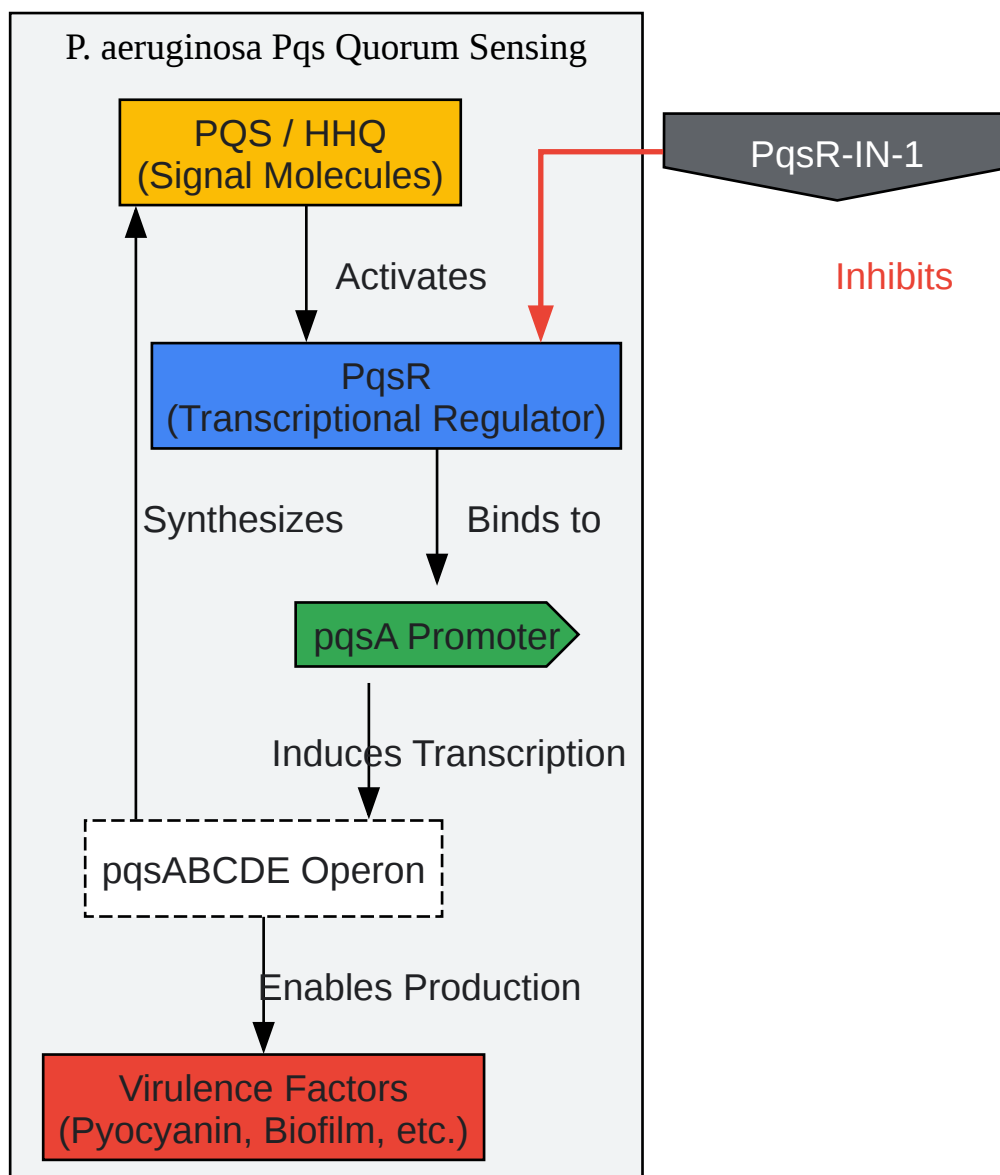 P. aeruginosa Pqs Quorum Sensing
PQS / HHQ
(Signal Molecules)
PqsR-IN-1
Activates
Inhibits
PqsR
(Transcriptional Regulator)
Synthesizes
Binds to
pqsA Promoter
Induces Transcription
pqsABCDE Operon
Enables Production
Virulence Factors
(Pyocyanin, Biofilm, etc.)